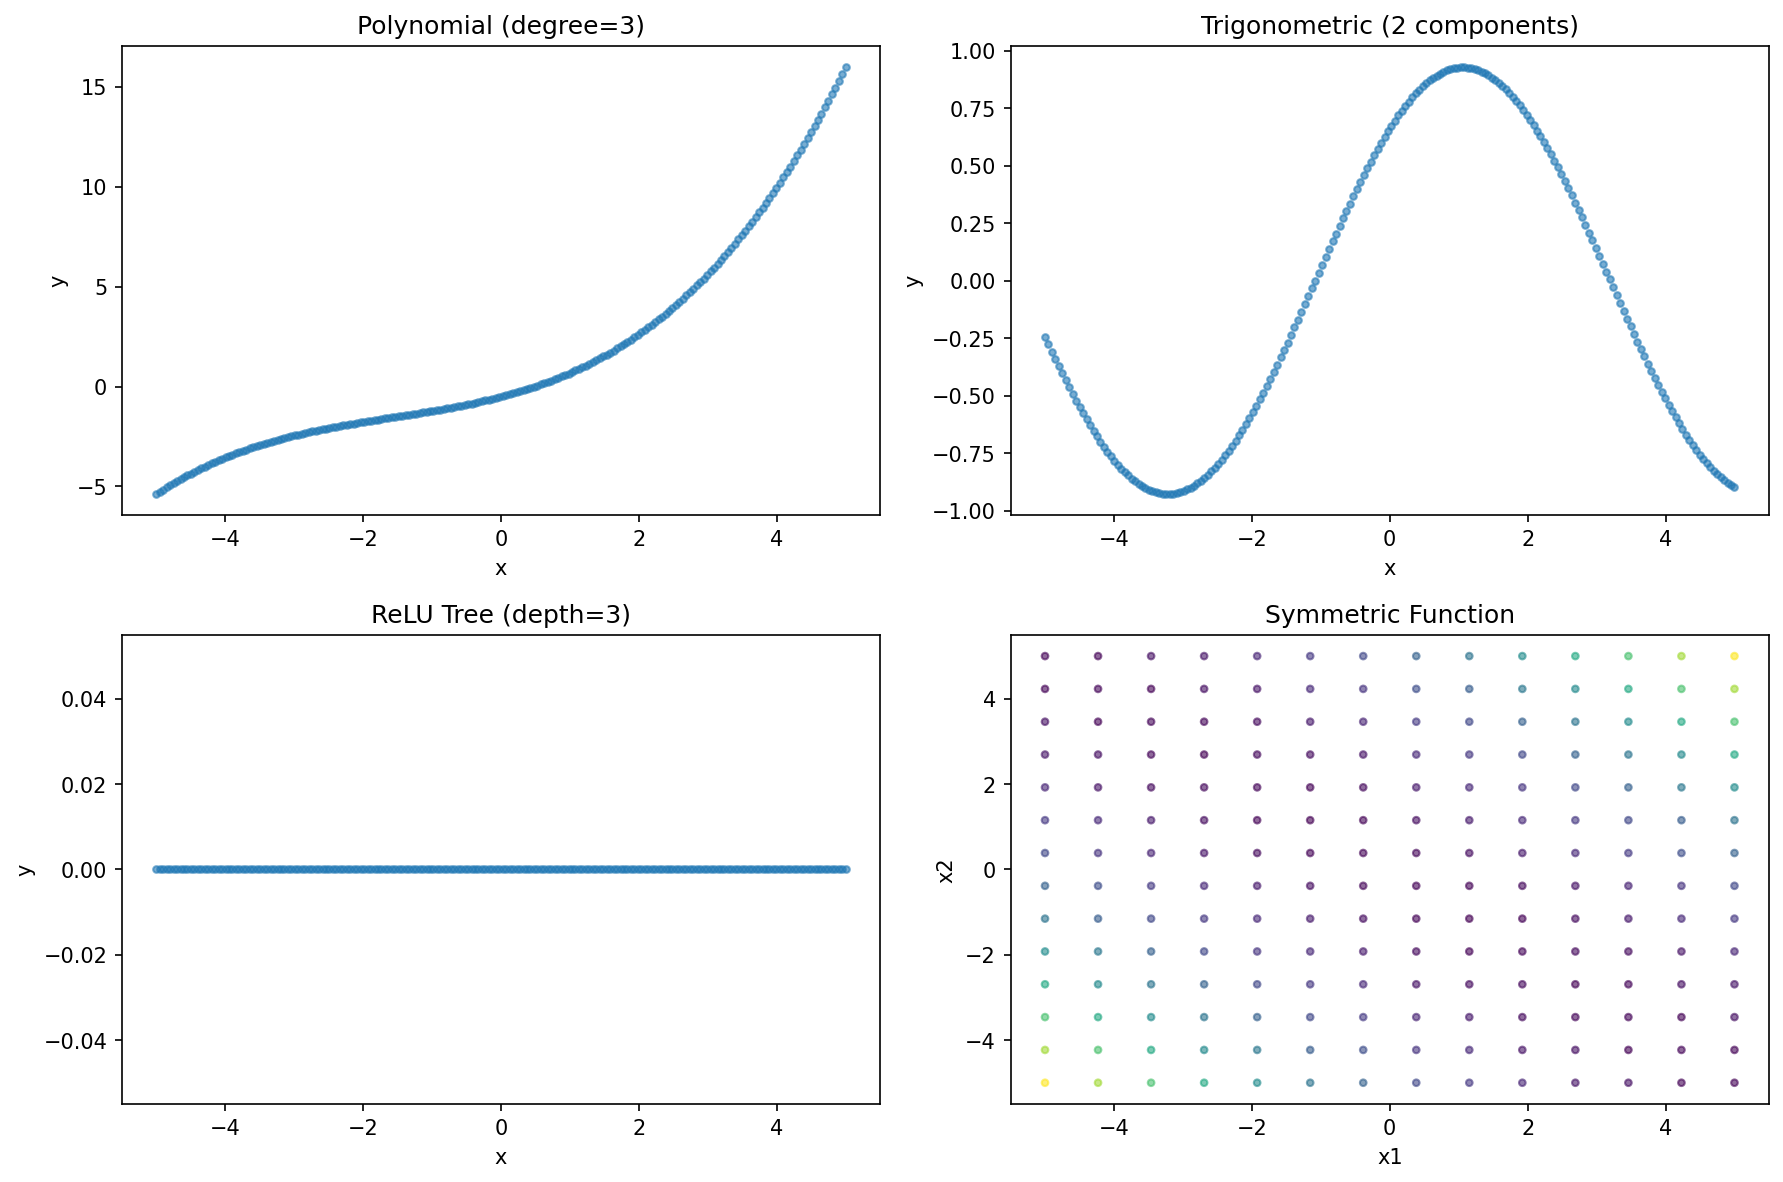 Polynomial (degree=3)
15
10
5
0
−5
y
−4 −2 0 2 4
x
Trigonometric (2 components)
1.00
0.75
0.50
0.25
0.00
−0.25
−0.50
−0.75
−1.00
y
−4 −2 0 2 4
x
ReLU Tree (depth=3)
0.04
0.02
0.00
−0.02
−0.04
y
−4 −2 0 2 4
x
Symmetric Function
4
2
0
−2
−4
x2
−4 −2 0 2 4
x1